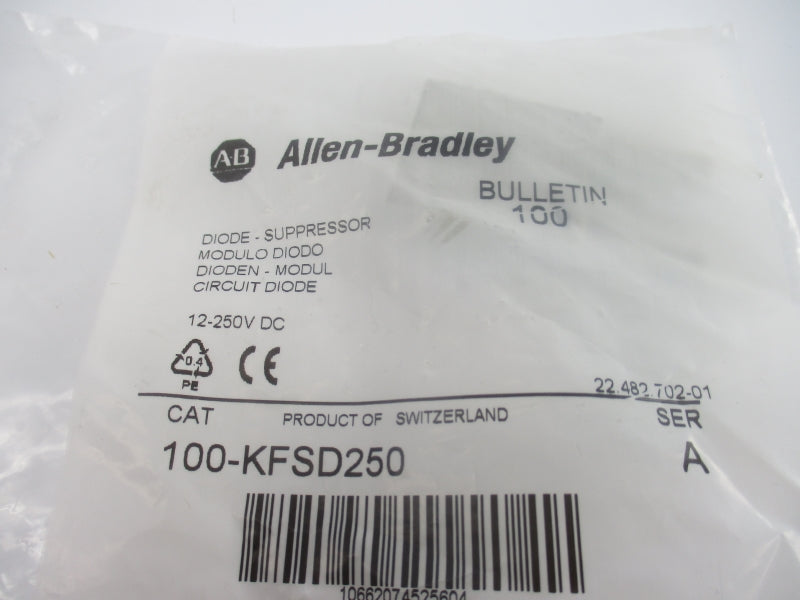 AB Allen-Bradley
BULLETIN
100
DIODE - SUPPRESSOR
MODULO DIODO
DIODEN - MODUL
CIRCUIT DIODE
12-250V DC
0.4
PE
CE
22.482.702-01
CAT PRODUCT OF SWITZERLAND SER
100-KFSD250 A
10662074525604